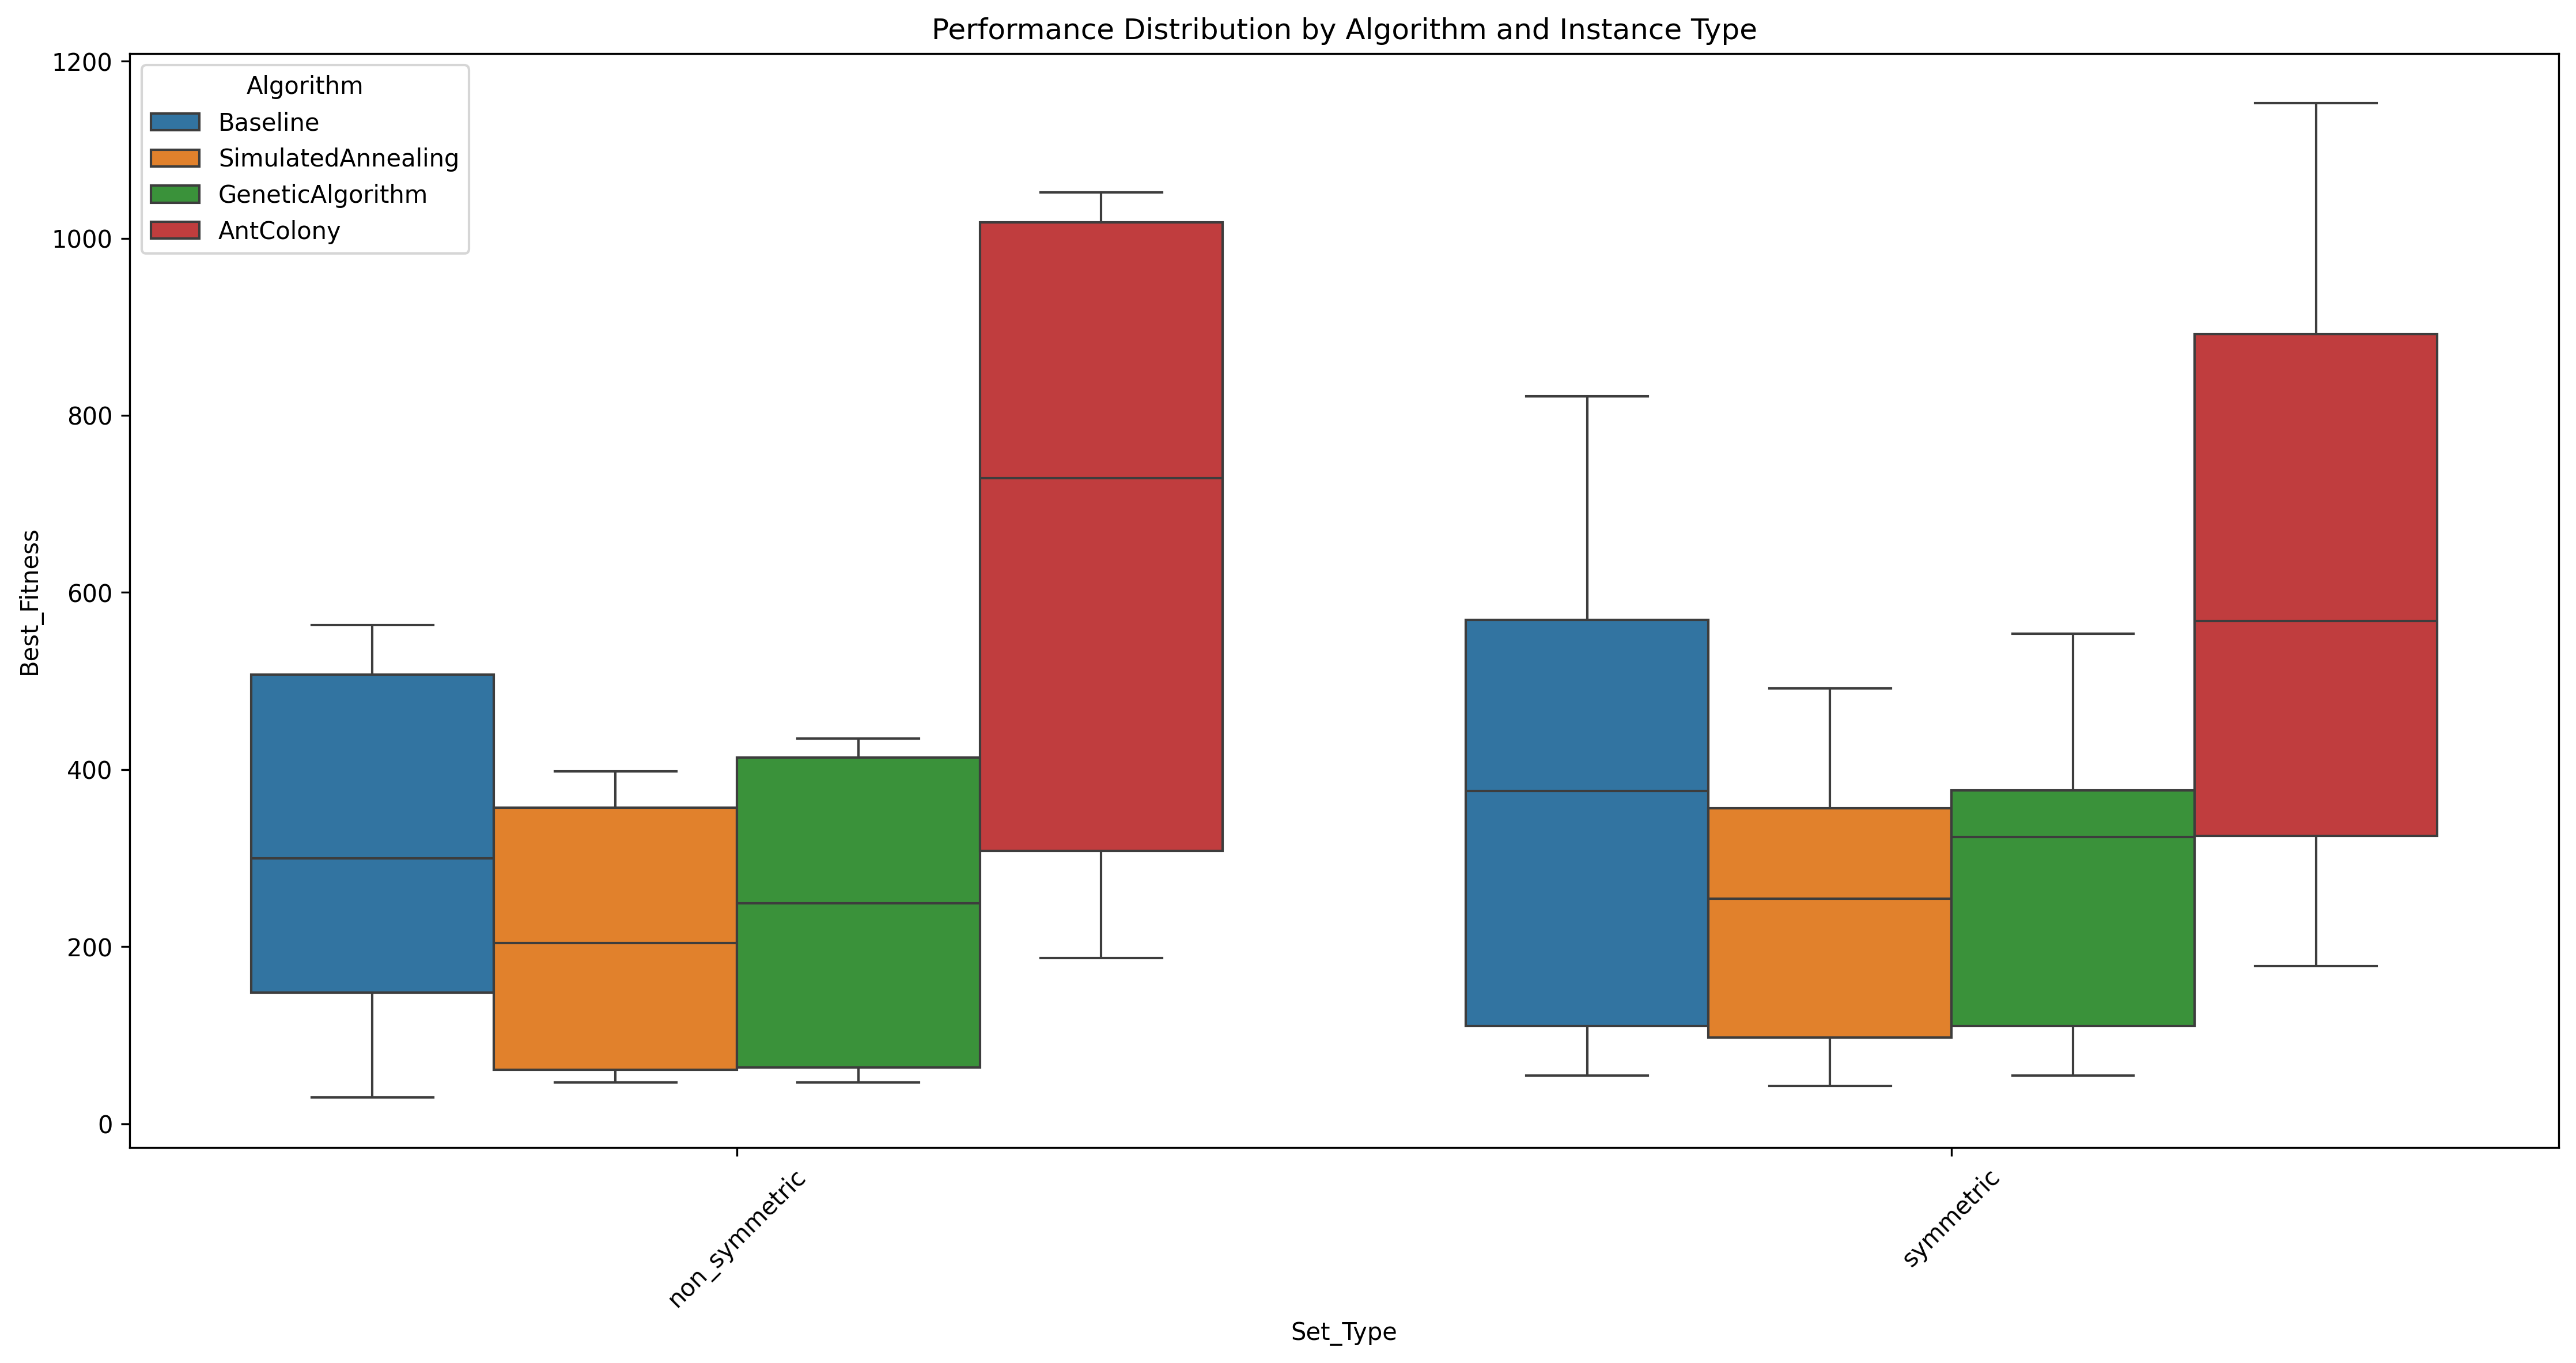 Performance Distribution by Algorithm and Instance Type
Algorithm
Baseline
SimulatedAnnealing
GeneticAlgorithm
AntColony
Best_Fitness
1200
1000
800
600
400
200
0
non_symmetric
symmetric
Set_Type